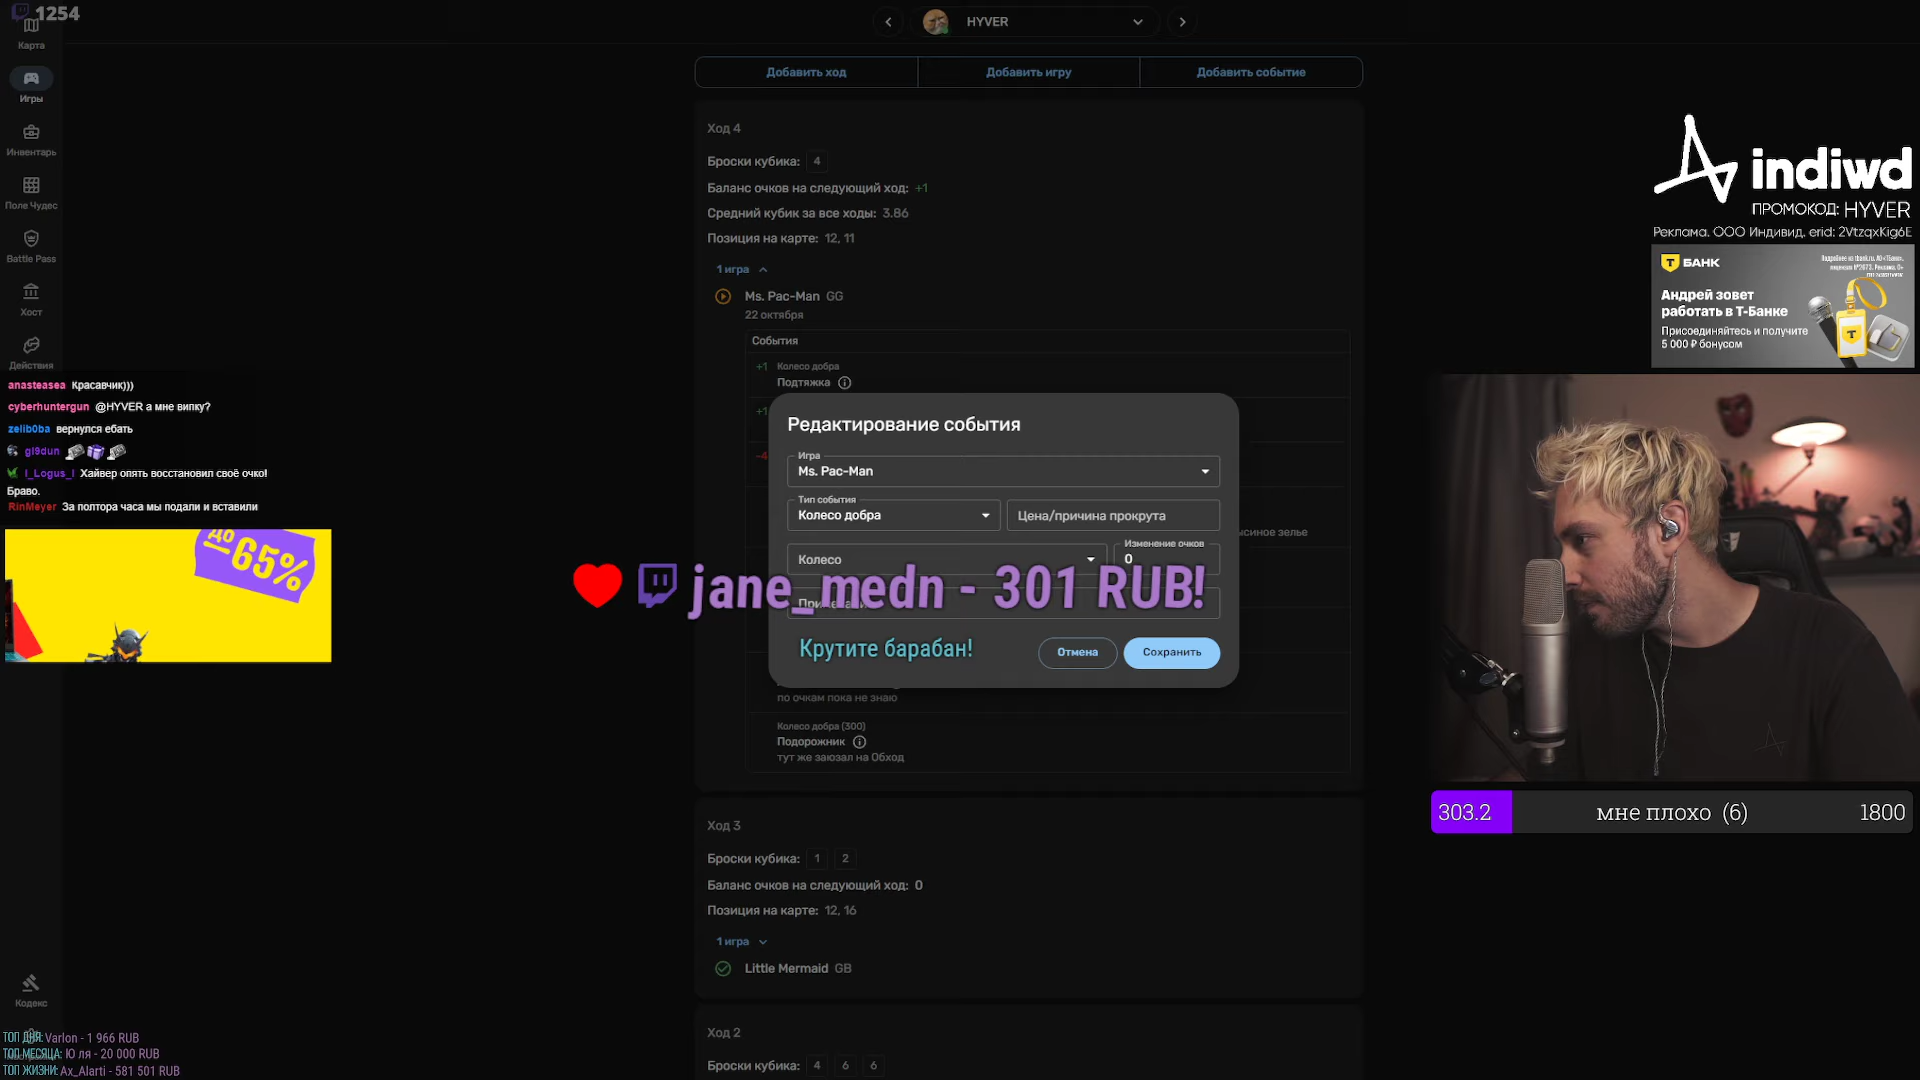 1254
Карта
Игры
Инвентарь
Поле Чудес
Battle Pass
Хост
Действия
HYVER
Добавить ход
Добавить игру
Добавить событие
Ход 4
Броски кубика: 4
Баланс очков на следующий ход: +1
Средний кубик за все ходы: 3.86
Позиция на карте: 12, 11
1 игра
Ms. Pac-Man GG
22 октября
События
+1 Колесо добра
Подтяжка
+1
-4
Редактирование события
Игра
Ms. Pac-Man
Тип события
Колесо добра
Цена/причина прокрута
Колесо
Изменение очков
0
jane_medn - 301 RUB!
Крутите барабан!
Отмена
Сохранить
по очкам пока не знаю
Колесо добра (300)
Подорожник
тут же заюзал на Обход
Ход 3
Броски кубика: 1 2
Баланс очков на следующий ход: 0
Позиция на карте: 12, 16
1 игра
Little Mermaid GB
Ход 2
Броски кубика: 4 6 6
anasteasea Красавчик)))
cyberhuntergun @HYVER а мне випку?
zelib0ba вернулся ебать
gl9dun
I_Logus_I Хайвер опять восстановил своё очко!
Браво.
RinMeyer За полтора часа мы подали и вставили
до
–65%
Кодекс
ТОП ДНЯ: Varlon - 1 966 RUB
ТОП МЕСЯЦА: Ю ля - 20 000 RUB
ТОП ЖИЗНИ: Ax_Alarti - 581 501 RUB
indiwd
ПРОМОКОД: HYVER
Реклама. ООО Индивид. erid: 2VtzqxKig6E
Т БАНК
Андрей зовет
работать в Т-Банке
Присоединяйтесь и получите
5 000 ₽ бонусом
303.2
мне плохо (6)
1800